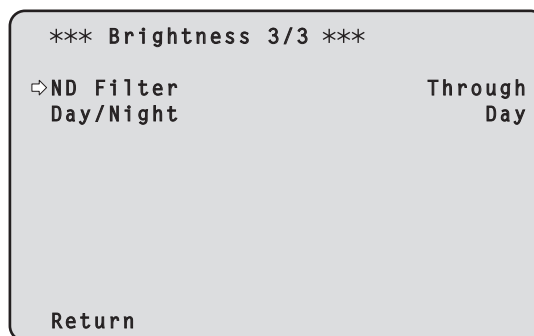 *** Brightness 3/3 ***
⇨ND Filter Through
Day/Night Day
Return